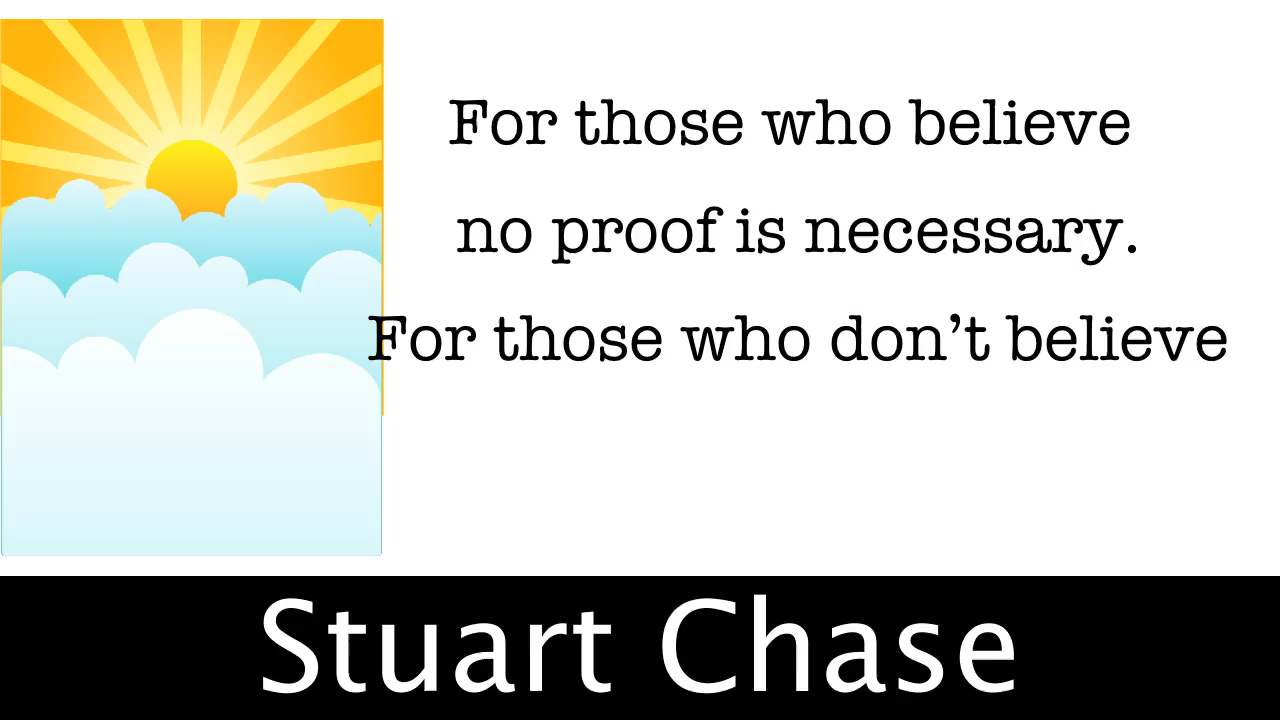 For those who believe
no proof is necessary.
For those who don’t believe
Stuart Chase